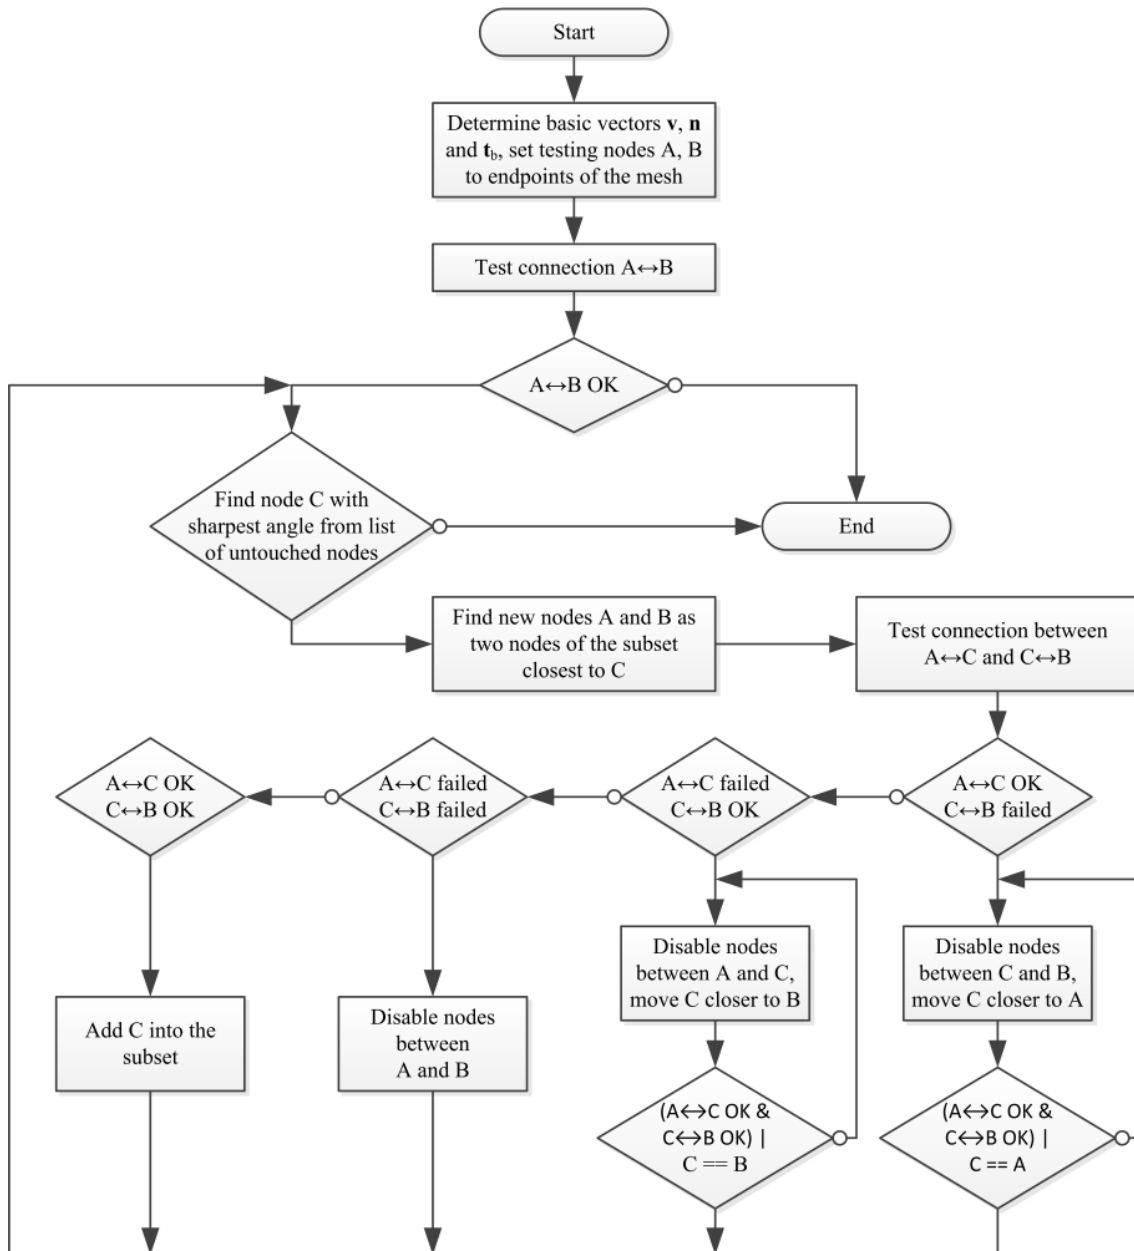 Start
Determine basic vectors v, n
and tb, set testing nodes A, B
to endpoints of the mesh
Test connection A↔B
A↔B OK
Find node C with
sharpest angle from list
of untouched nodes
End
Find new nodes A and B as
two nodes of the subset
closest to C
Test connection between
A↔C and C↔B
A↔C OK
C↔B OK
A↔C failed
C↔B failed
A↔C failed
C↔B OK
A↔C OK
C↔B failed
Add C into the
subset
Disable nodes
between
A and B
Disable nodes
between A and C,
move C closer to B
Disable nodes
between C and B,
move C closer to A
(A↔C OK &
C↔B OK) |
C == B
(A↔C OK &
C↔B OK) |
C == A